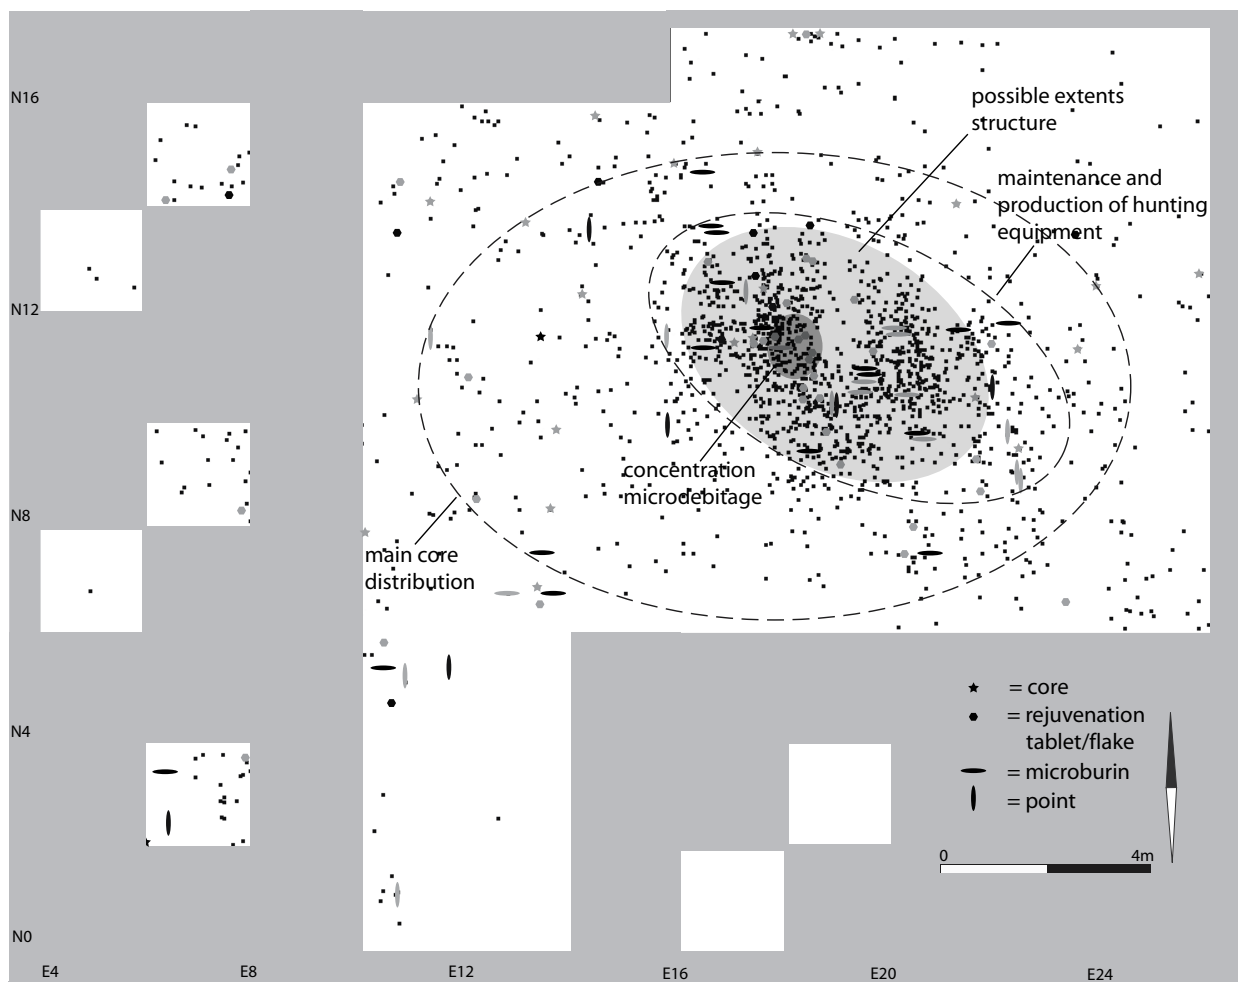 N16
possible extents
structure
maintenance and
production of hunting
equipment
N12
concentration
microdebitage
N8
main core
distribution
= core
= rejuvenation
tablet/flake
N4
= microburin
= point
0 4m
N0
E4 E8 E12 E16 E20 E24